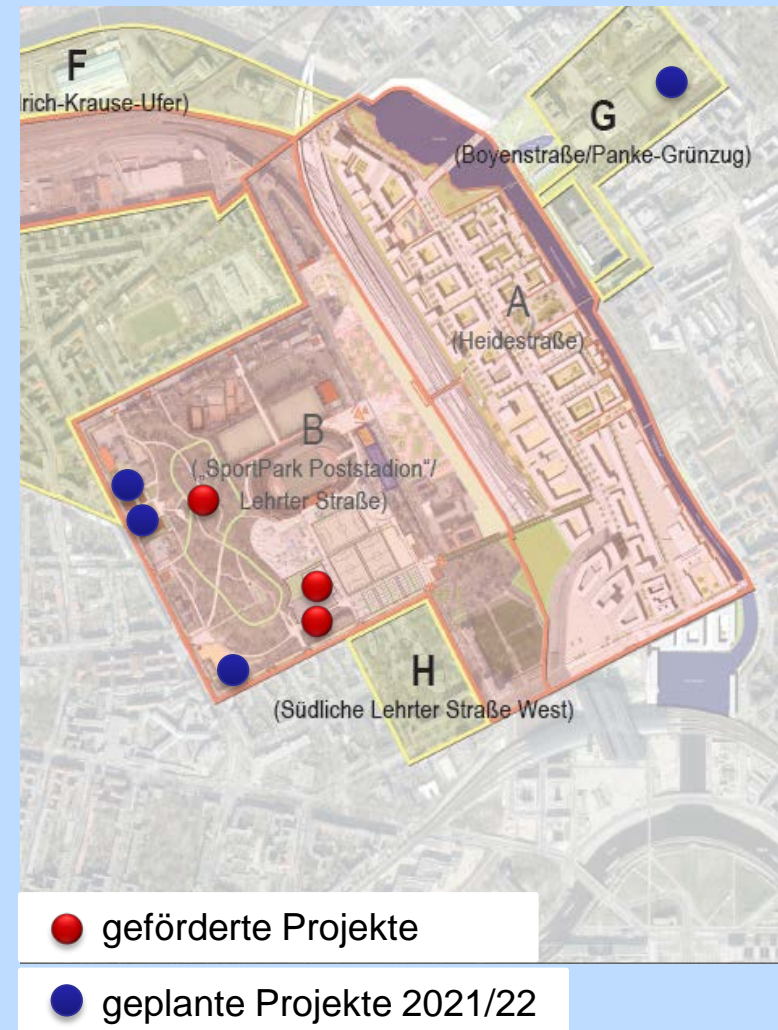 F
rich-Krause-Ufer)
G
(Boyenstraße/Panke-Grünzug)
A
(Heidestraße)
B
(„SportPark Poststadion"/
Lehrter Straße)
H
(Südliche Lehrter Straße West)
geförderte Projekte
geplante Projekte 2021/22